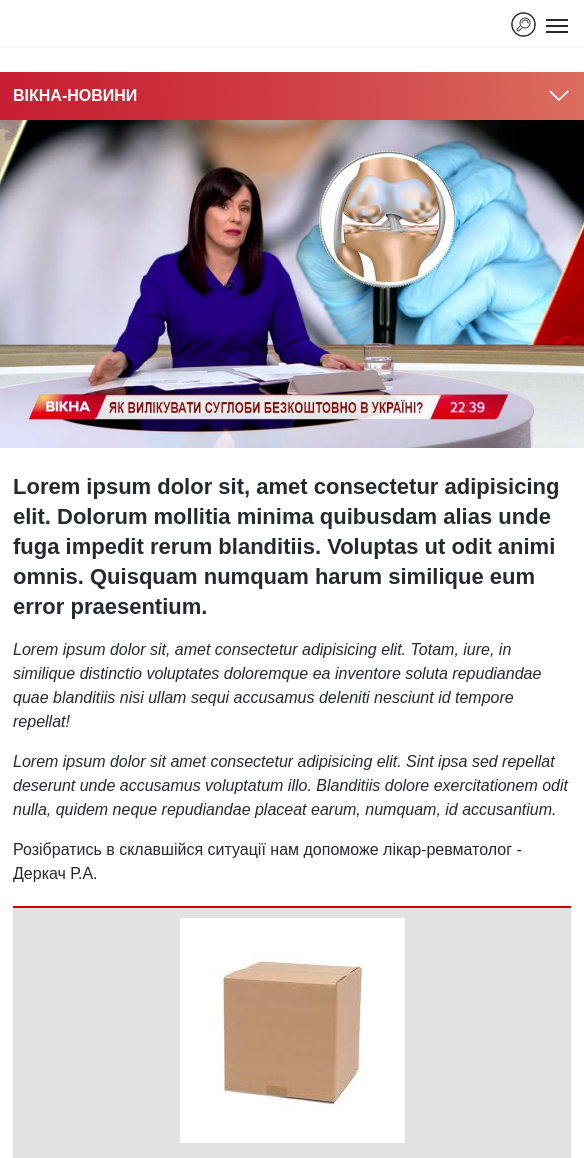 ВІКНА-НОВИНИ
ВІКНА ЯК ВИЛІКУВАТИ СУГЛОБИ БЕЗКОШТОВНО В УКРАЇНІ? 22:39
Lorem ipsum dolor sit, amet consectetur adipisicing
elit. Dolorum mollitia minima quibusdam alias unde
fuga impedit rerum blanditiis. Voluptas ut odit animi
omnis. Quisquam numquam harum similique eum
error praesentium.
Lorem ipsum dolor sit, amet consectetur adipisicing elit. Totam, iure, in
similique distinctio voluptates doloremque ea inventore soluta repudiandae
quae blanditiis nisi ullam sequi accusamus deleniti nesciunt id tempore
repellat!
Lorem ipsum dolor sit amet consectetur adipisicing elit. Sint ipsa sed repellat
deserunt unde accusamus voluptatum illo. Blanditiis dolore exercitationem odit
nulla, quidem neque repudiandae placeat earum, numquam, id accusantium.
Розібратись в склавшійся ситуації нам допоможе лікар-ревматолог -
Деркач Р.А.